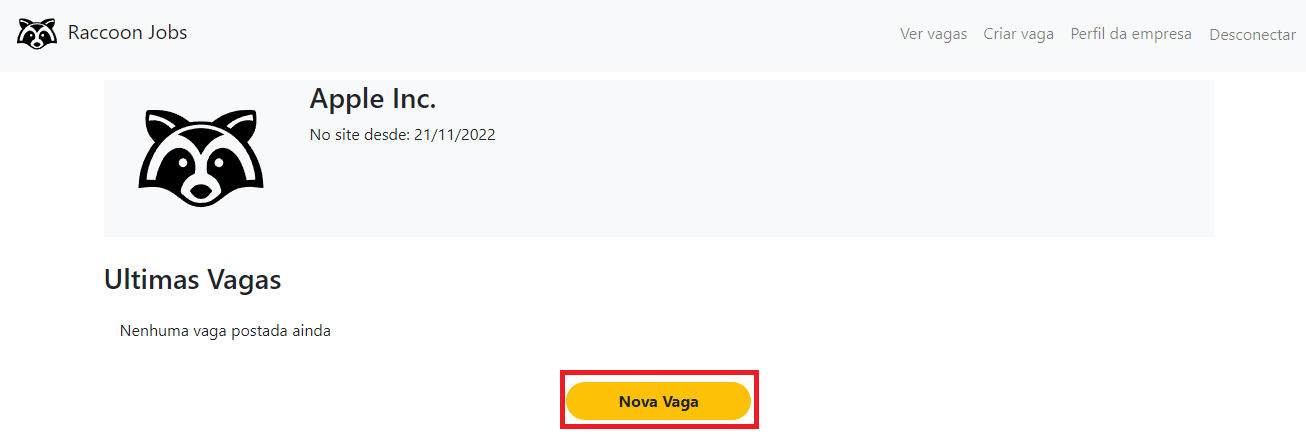 Raccoon Jobs
Ver vagas Criar vaga Perfil da empresa Desconectar
Apple Inc.
No site desde: 21/11/2022
Ultimas Vagas
Nenhuma vaga postada ainda
Nova Vaga